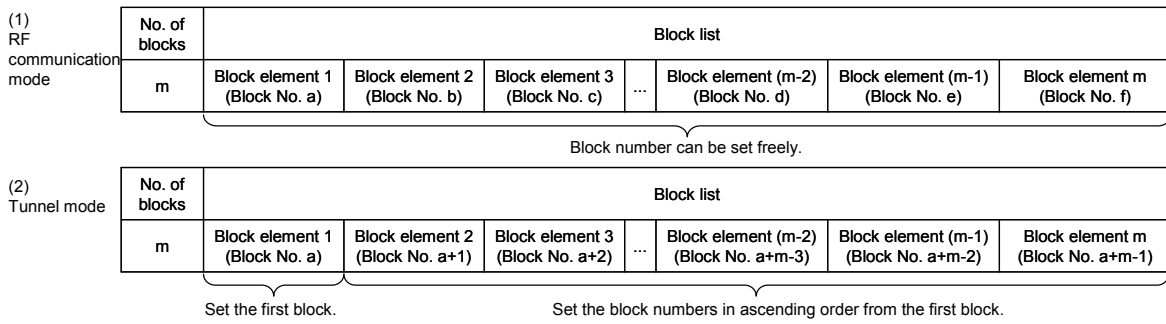 (1)
RF
communication
mode
No. of
blocks
Block list
m
Block element 1
(Block No. a)
Block element 2
(Block No. b)
Block element 3
(Block No. c)
...
Block element (m-2)
(Block No. d)
Block element (m-1)
(Block No. e)
Block element m
(Block No. f)
Block number can be set freely.
(2)
Tunnel mode
No. of
blocks
Block list
m
Block element 1
(Block No. a)
Block element 2
(Block No. a+1)
Block element 3
(Block No. a+2)
...
Block element (m-2)
(Block No. a+m-3)
Block element (m-1)
(Block No. a+m-2)
Block element m
(Block No. a+m-1)
Set the first block.
Set the block numbers in ascending order from the first block.